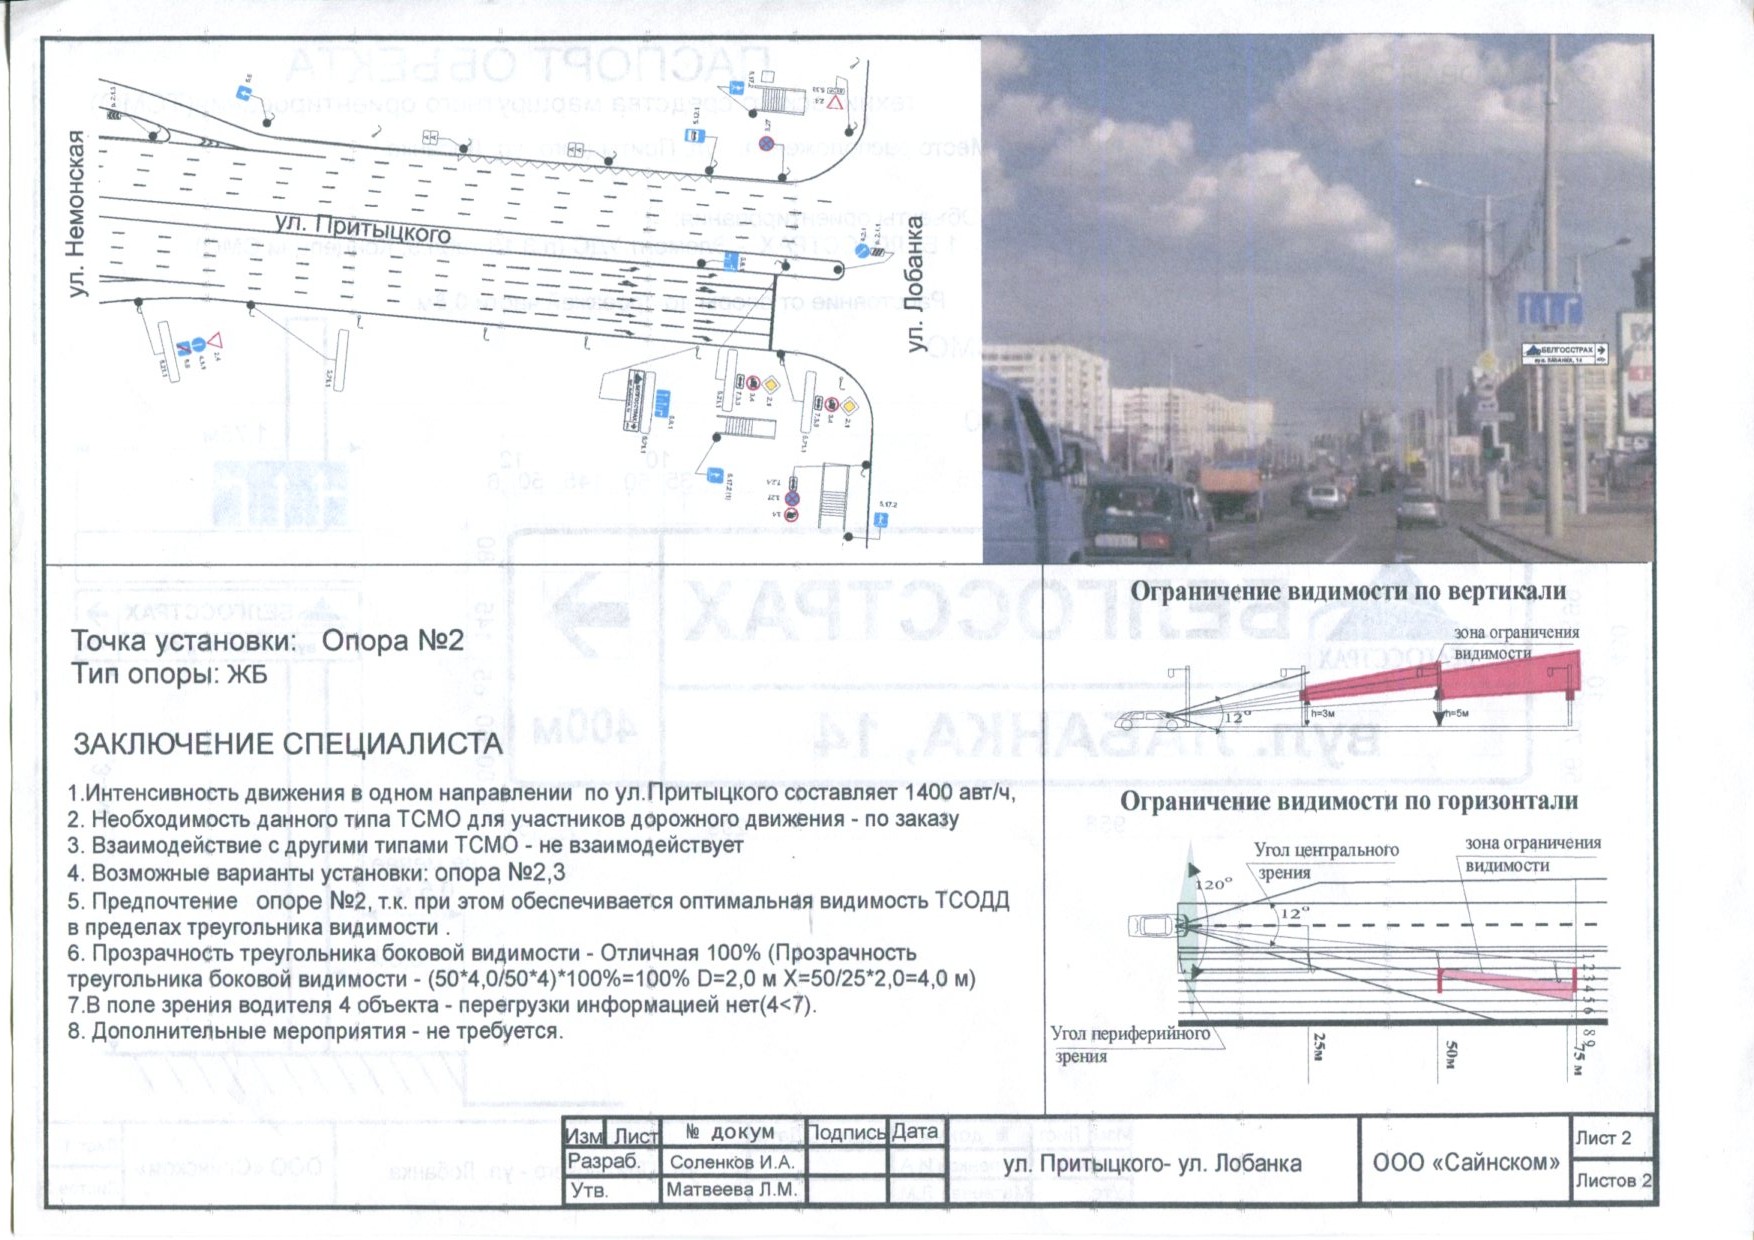 ул. Немонская
ул. Притыцкого
ул. Лобанка
БЕЛГОССТРАХ
вул. ЛАБАНКА, 14
Точка установки: Опора №2
Тип опоры: ЖБ
ЗАКЛЮЧЕНИЕ СПЕЦИАЛИСТА
1.Интенсивность движения в одном направлении по ул.Притыцкого составляет 1400 авт/ч,
2. Необходимость данного типа ТСМО для участников дорожного движения - по заказу
3. Взаимодействие с другими типами ТСМО - не взаимодействует
4. Возможные варианты установки: опора №2,3
5. Предпочтение опоре №2, т.к. при этом обеспечивается оптимальная видимость ТСОДД
в пределах треугольника видимости .
6. Прозрачность треугольника боковой видимости - Отличная 100% (Прозрачность
треугольника боковой видимости - (50*4,0/50*4)*100%=100% D=2,0 м X=50/25*2,0=4,0 м)
7.В поле зрения водителя 4 объекта - перегрузки информацией нет(4<7).
8. Дополнительные мероприятия - не требуется.
Ограничение видимости по вертикали
зона ограничения
видимости
12°
h=3м
h=5м
Ограничение видимости по горизонтали
Угол центрального
зрения
зона ограничения
видимости
120°
12°
1 2 3 4 5 6
8 9
Угол периферийного
зрения
25м
50м
75 м
Изм Лист № докум Подпись Дата
Разраб. Соленков И.А.
Утв. Матвеева Л.М.
ул. Притыцкого- ул. Лобанка
ООО «Сайнском»
Лист 2
Листов 2